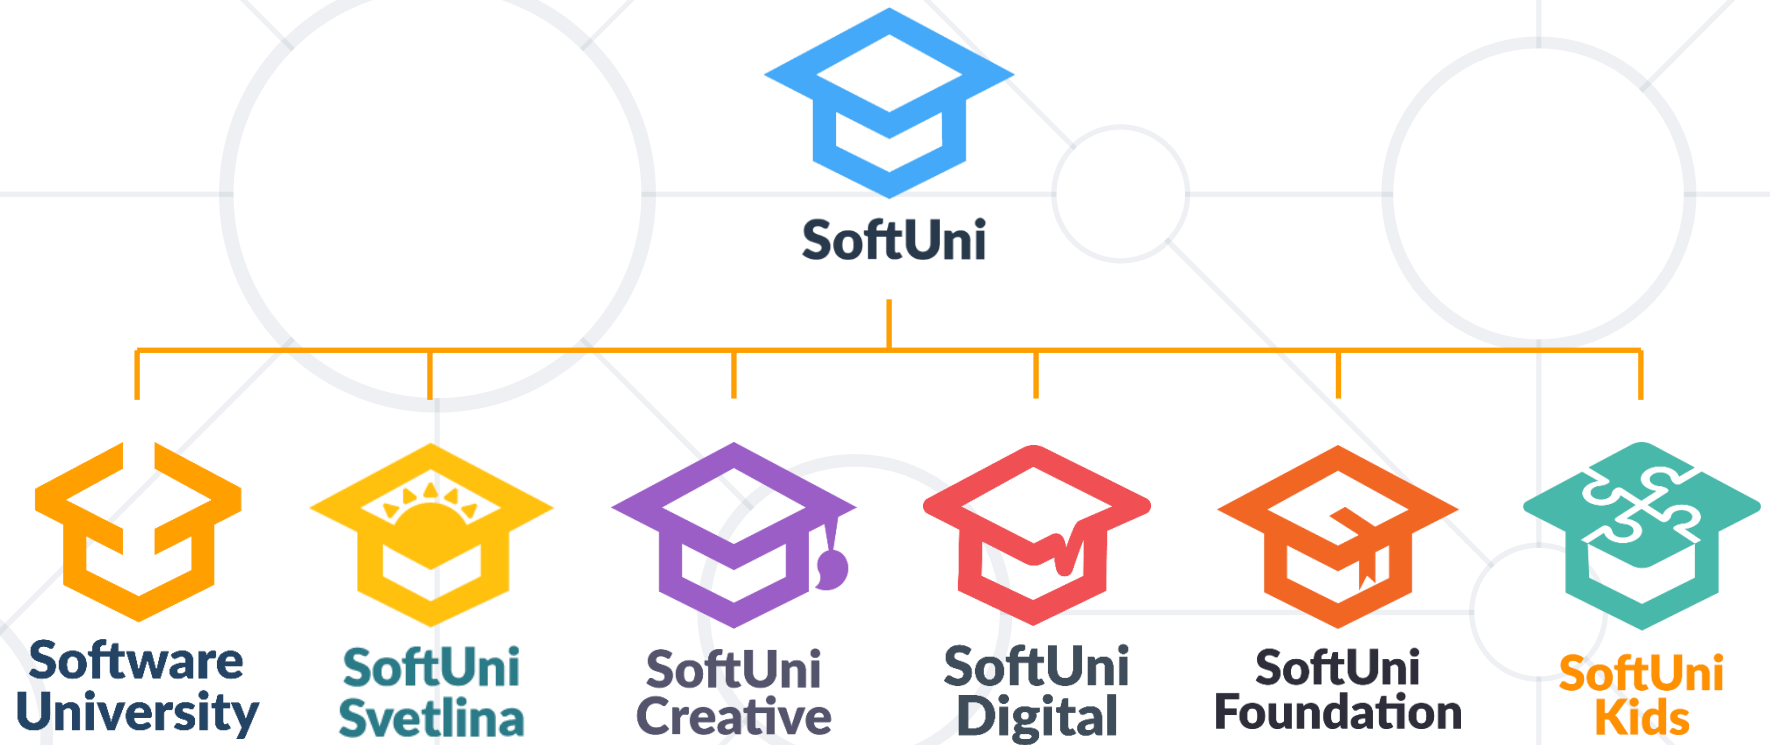 SoftUni
Software
University
SoftUni
Svetlina
SoftUni
Creative
SoftUni
Digital
SoftUni
Foundation
SoftUni
Kids